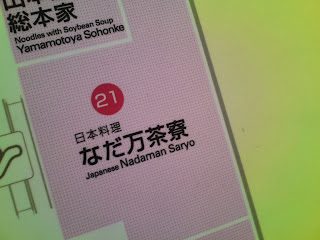 総本家
Noodles with Soybean Soup
Yamamotoya Sohonke
21
日本料理
なだ万茶寮
Japanese Nadaman Saryo